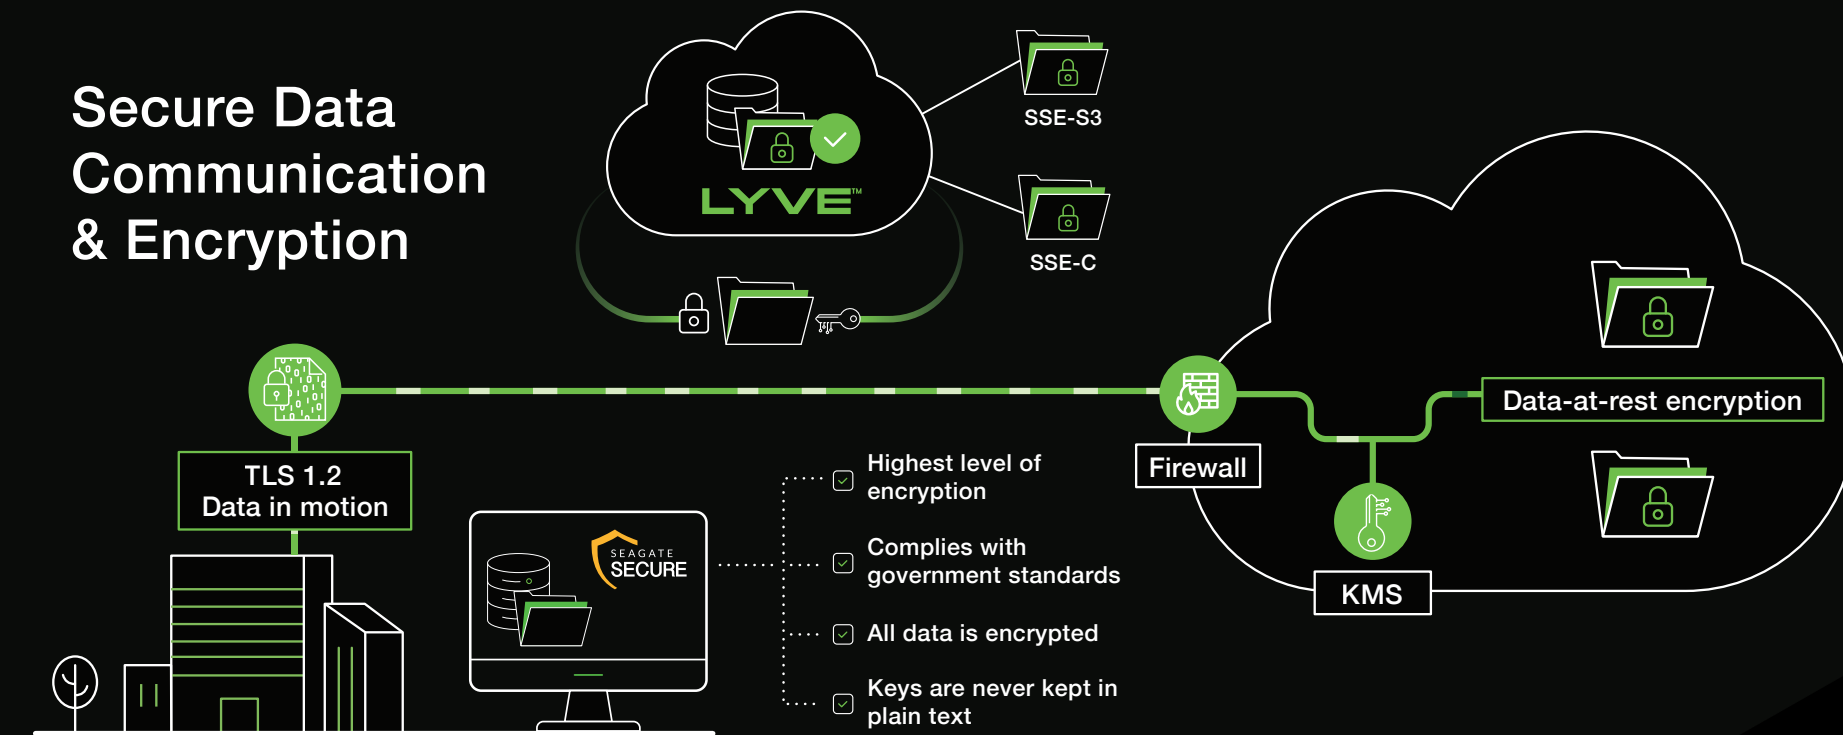 Secure Data
Communication
& Encryption
LYVE™
SSE-S3
SSE-C
TLS 1.2
Data in motion
SEAGATE
SECURE
Highest level of
encryption
Complies with
government standards
All data is encrypted
Keys are never kept in
plain text
Firewall
KMS
Data-at-rest encryption